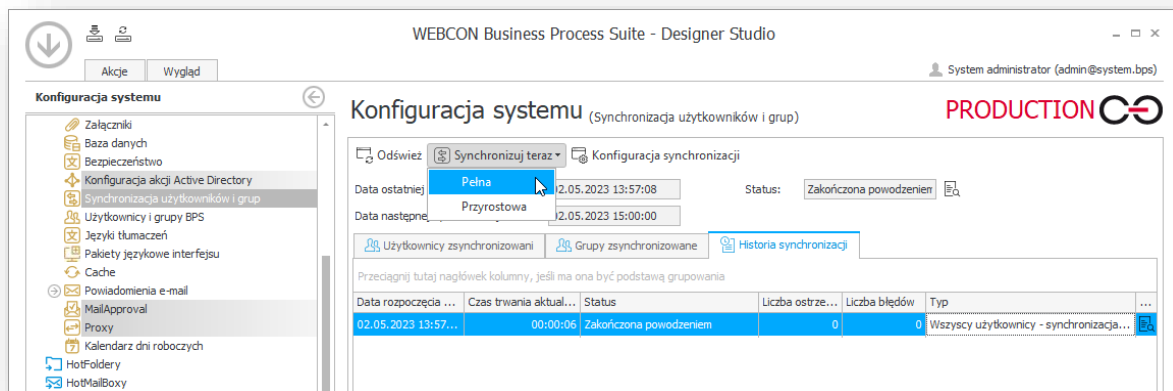 WEBCON Business Process Suite - Designer Studio
Akcje Wygląd
System administrator (admin@system.bps)
Konfiguracja systemu
Załączniki
Baza danych
Bezpieczeństwo
Konfiguracja akcji Active Directory
Synchronizacja użytkowników i grup
Użytkownicy i grupy BPS
Języki tłumaczeń
Pakiety językowe interfejsu
Cache
Powiadomienia e-mail
MailApproval
Proxy
Kalendarz dni roboczych
HotFoldery
HotMailBoxy
Konfiguracja systemu (Synchronizacja użytkowników i grup)
PRODUCTION
Odśwież Synchronizuj teraz Konfiguracja synchronizacji
Pełna
Przyrostowa
Data ostatniej 02.05.2023 13:57:08 Status: Zakończona powodzeniem
Data następnej 02.05.2023 15:00:00
Użytkownicy zsynchronizowani Grupy zsynchronizowane Historia synchronizacji
Przeciągnij tutaj nagłówek kolumny, jeśli ma ona być podstawą grupowania
Data rozpoczęcia ... Czas trwania aktual... Status Liczba ostrze... Liczba błędów Typ ...
02.05.2023 13:57... 00:00:06 Zakończona powodzeniem 0 0 Wszyscy użytkownicy - synchronizacja...